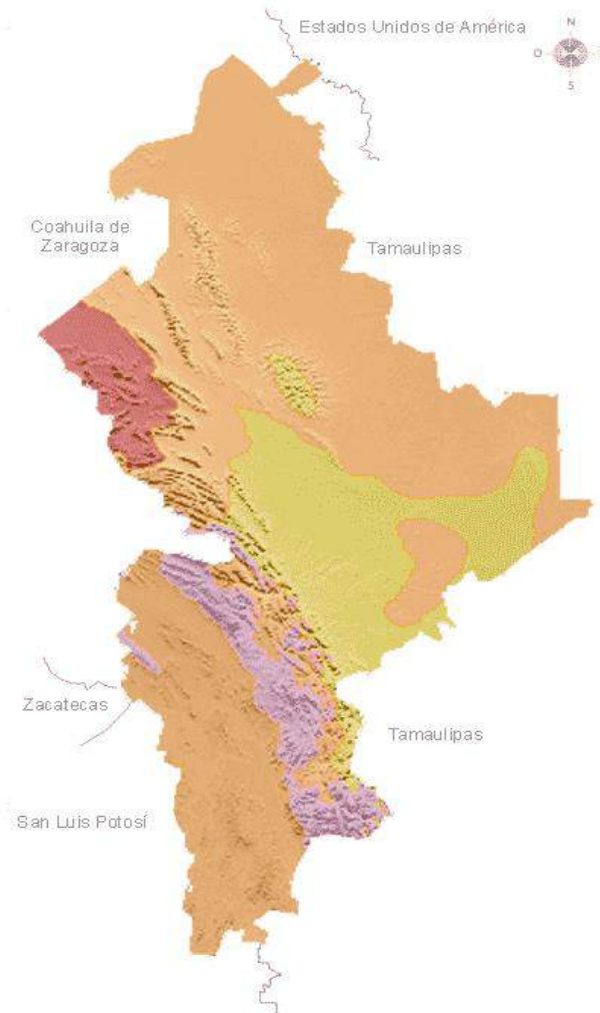 Estados Unidos de América
N
O
S
Coahuila de
Zaragoza
Tamaulipas
Zacatecas
Tamaulipas
San Luis Potosí